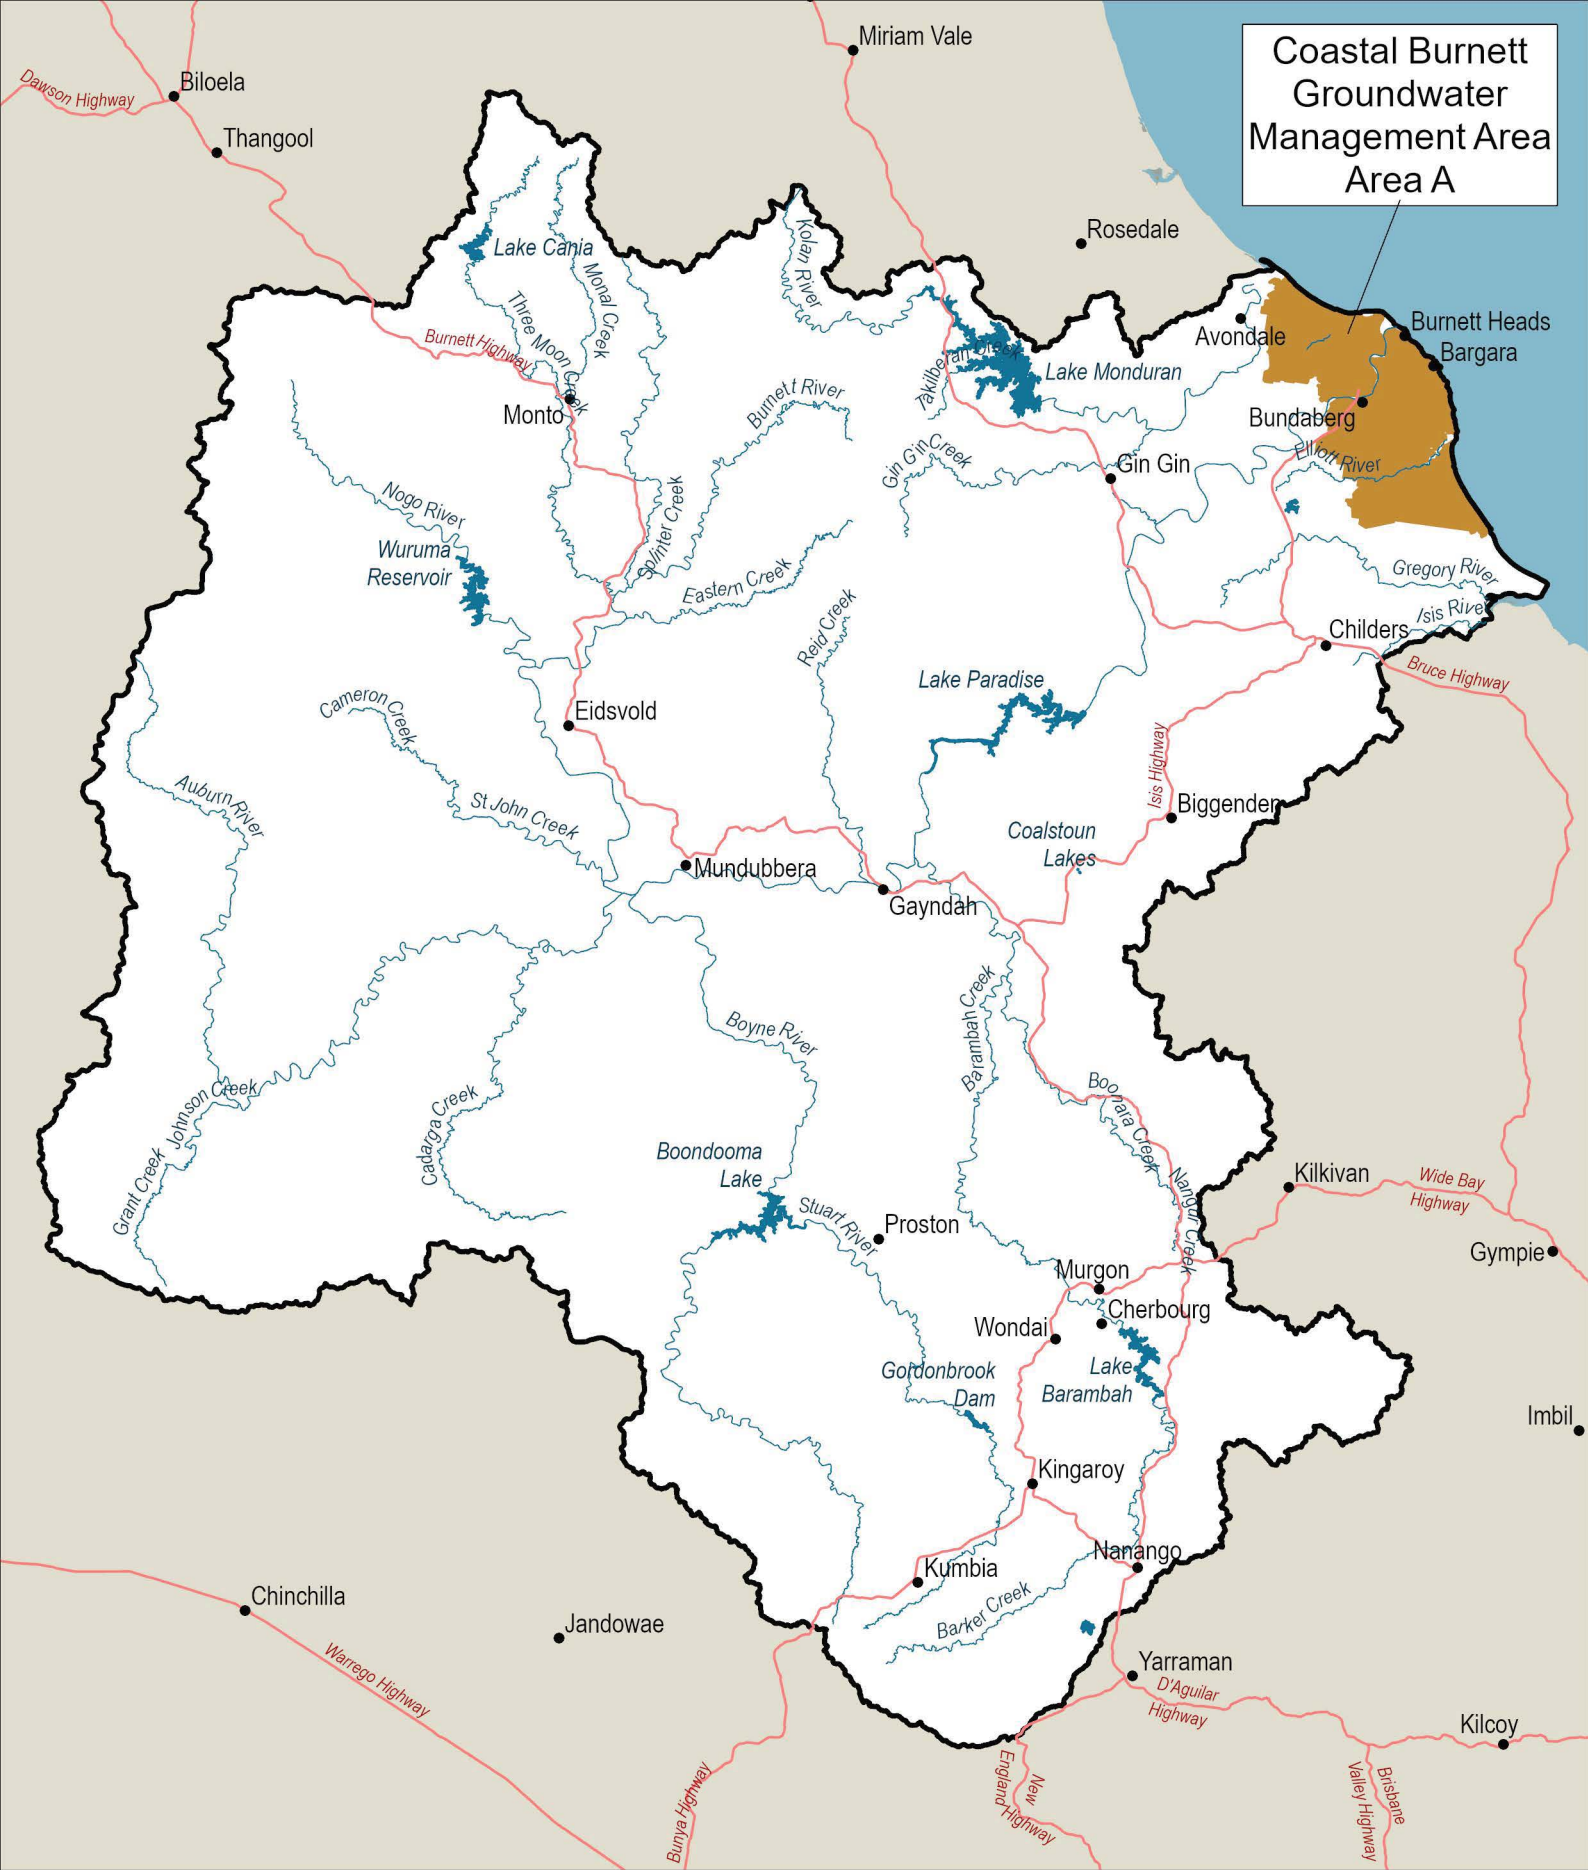 Miriam Vale
Coastal Burnett
Groundwater
Management Area
Area A
Biloela
Dawson Highway
Thangool
Rosedale
Kolan River
Lake Cania
Monal Creek
Three Moon Creek
Burnett Highway
Avondale
Burnett Heads
Bargara
Takilberan Creek
Lake Monduran
Burnett River
Monto
Bundaberg
Gin Gin Creek
Gin Gin
Elliott River
Nogo River
Splinter Creek
Wuruma
Reservoir
Eastern Creek
Reid Creek
Gregory River
Isis River
Childers
Bruce Highway
Lake Paradise
Cameron Creek
Eidsvold
Isis Highway
Auburn River
St John Creek
Biggenden
Coalstoun
Lakes
Mundubbera
Gayndah
Barambah Creek
Boyne River
Boonara Creek
Johnson Creek
Cadarga Creek
Grant Creek
Boondooma
Lake
Nangur Creek
Kilkivan
Wide Bay
Highway
Stuart River
Proston
Gympie
Murgon
Cherbourg
Wondai
Gordonbrook
Dam
Lake
Barambah
Imbil
Kingaroy
Nanango
Kumbia
Barker Creek
Chinchilla
Jandowae
Warrego Highway
Yarraman
D'Aguilar
Highway
Kilcoy
Bunya Highway
New
England Highway
Brisbane
Valley Highway